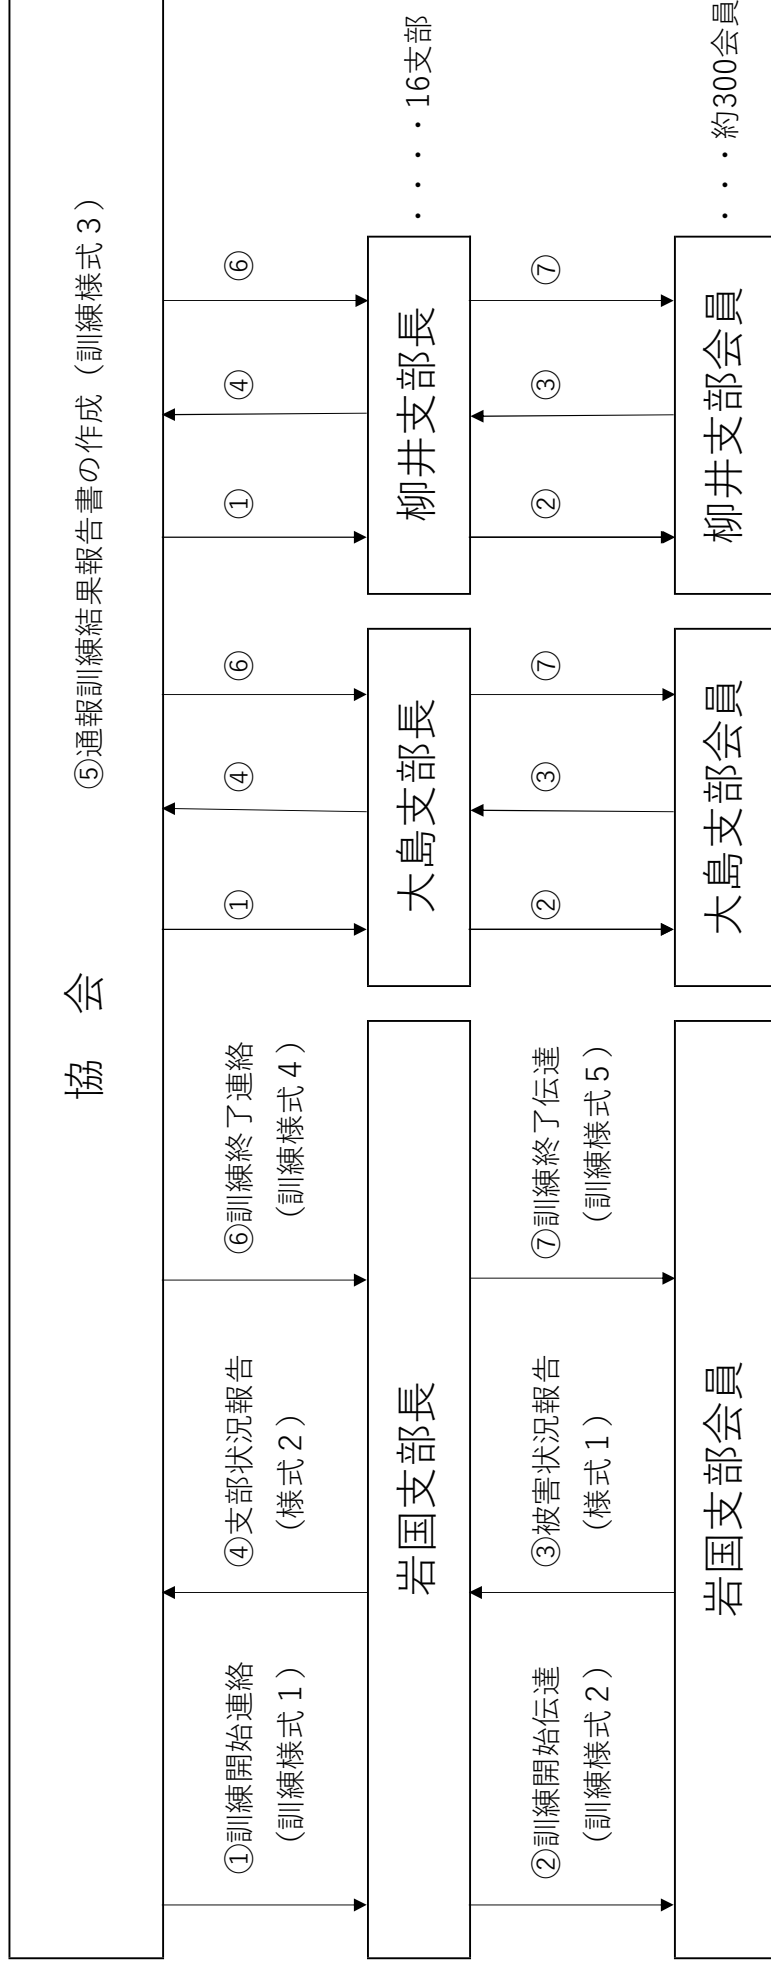 協　会
⑤通報訓練結果報告書の作成（訓練様式３）
①訓練開始連絡
（訓練様式１）
④支部状況報告
（様式２）
⑥訓練終了連絡
（訓練様式４）
①
④
⑥
①
④
⑥
岩国支部長
大島支部長
柳井支部長
・・・・16支部
②訓練開始伝達
（訓練様式２）
③被害状況報告
（様式１）
⑦訓練終了伝達
（訓練様式５）
②
③
⑦
②
③
⑦
岩国支部会員
大島支部会員
柳井支部会員
・・・約300会員